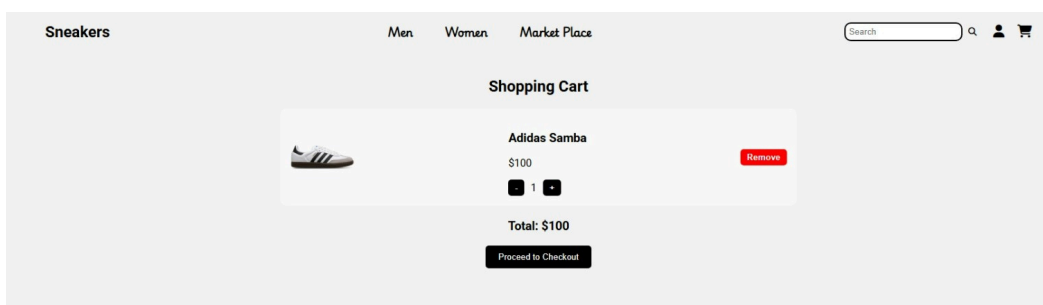 Sneakers
Men Women Market Place
Search
Shopping Cart
Adidas Samba
$100
Remove
- 1 +
Total: $100
Proceed to Checkout